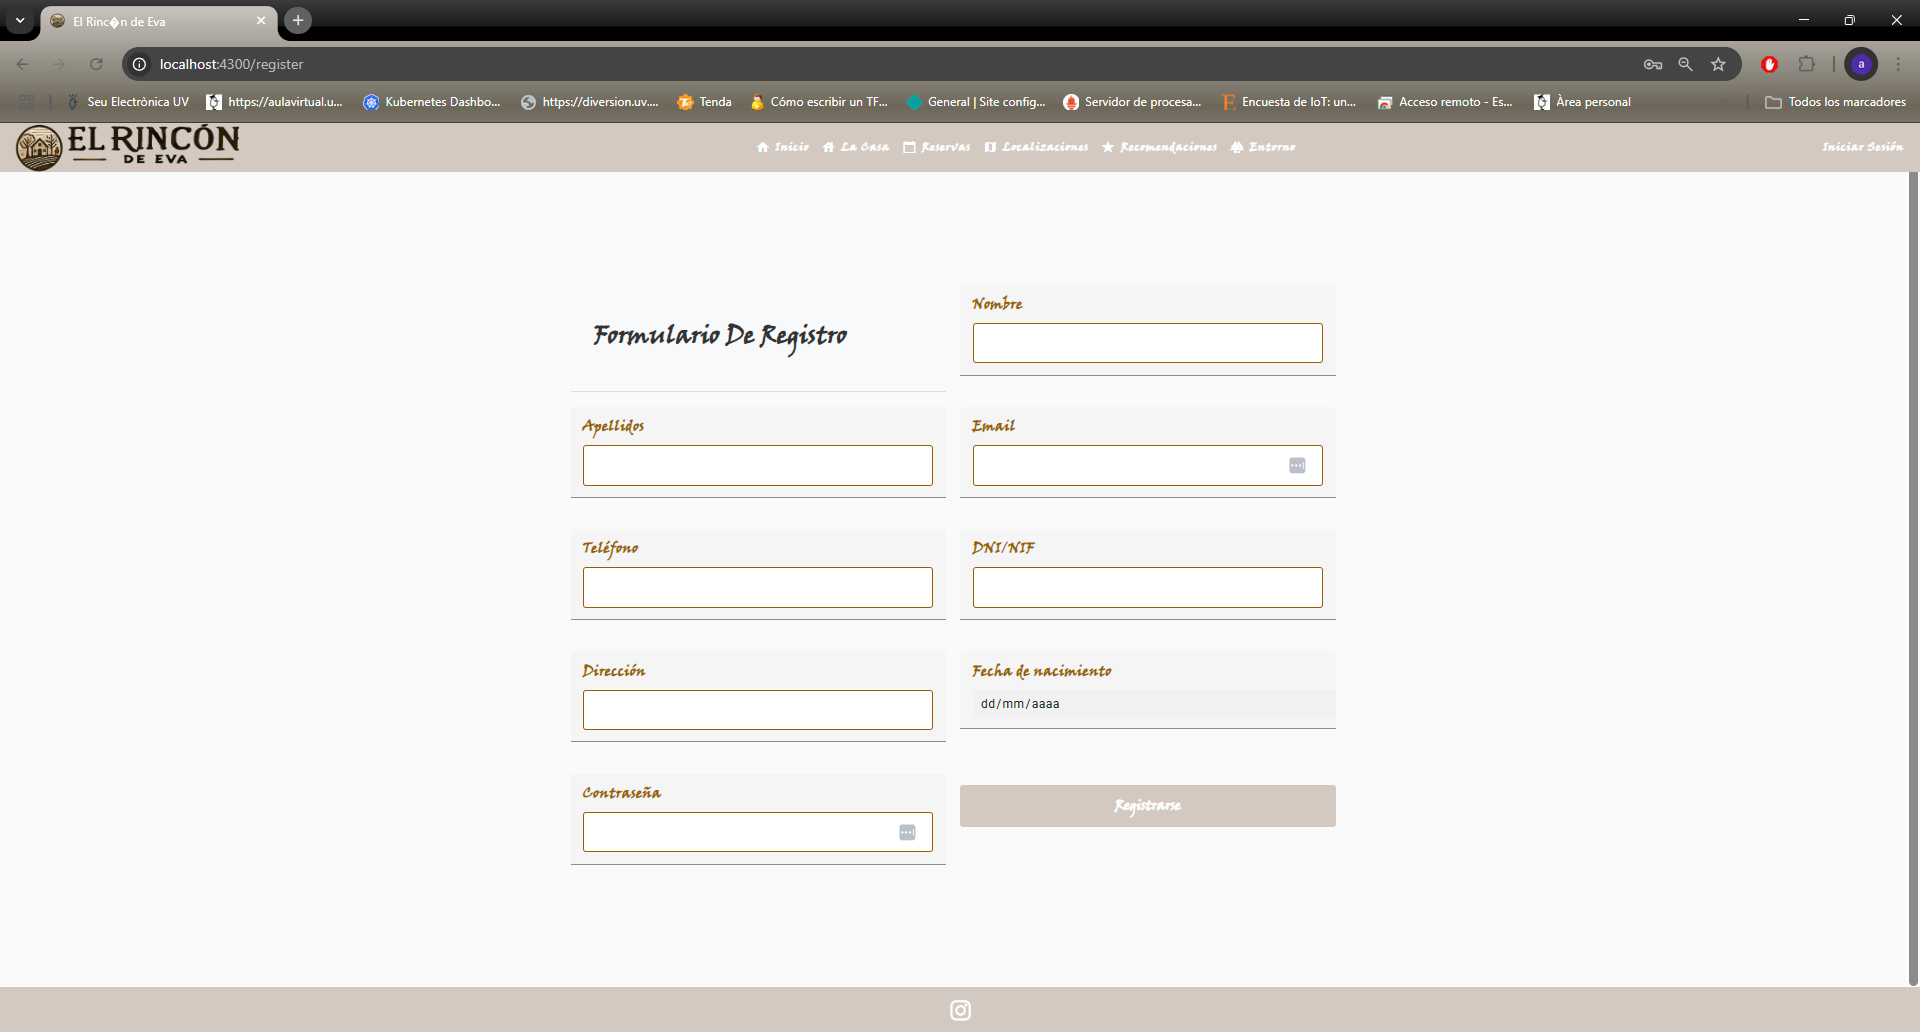 El Rinc�n de Eva
localhost:4300/register
a
Seu Electrònica UV
https://aulavirtual.u...
Kubernetes Dashbo...
https://diversion.uv....
Tenda
Cómo escribir un TF...
General | Site config...
Servidor de procesa...
Encuesta de IoT: un...
Acceso remoto - Es...
Àrea personal
Todos los marcadores
EL RINCÓN
DE EVA
Inicio
La Casa
Reservas
Localizaciones
Recomendaciones
Entorno
Iniciar Sesión
Formulario De Registro
Nombre
Apellidos
Email
Teléfono
DNI/NIF
Dirección
Fecha de nacimiento
dd/mm/aaaa
Contraseña
Registrarse